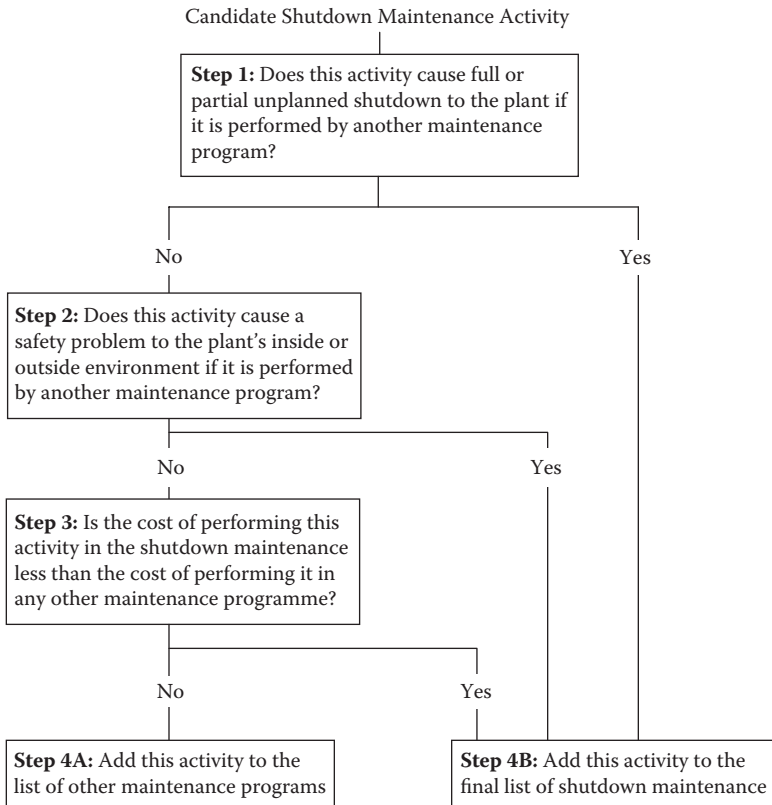 Candidate Shutdown Maintenance Activity
Step 1: Does this activity cause full or
partial unplanned shutdown to the plant if
it is performed by another maintenance
program?
No
Yes
Step 2: Does this activity cause a
safety problem to the plant's inside or
outside environment if it is performed
by another maintenance program?
No
Yes
Step 3: Is the cost of performing this
activity in the shutdown maintenance
less than the cost of performing it in
any other maintenance programme?
No
Yes
Step 4A: Add this activity to the
list of other maintenance programs
Step 4B: Add this activity to the
final list of shutdown maintenance